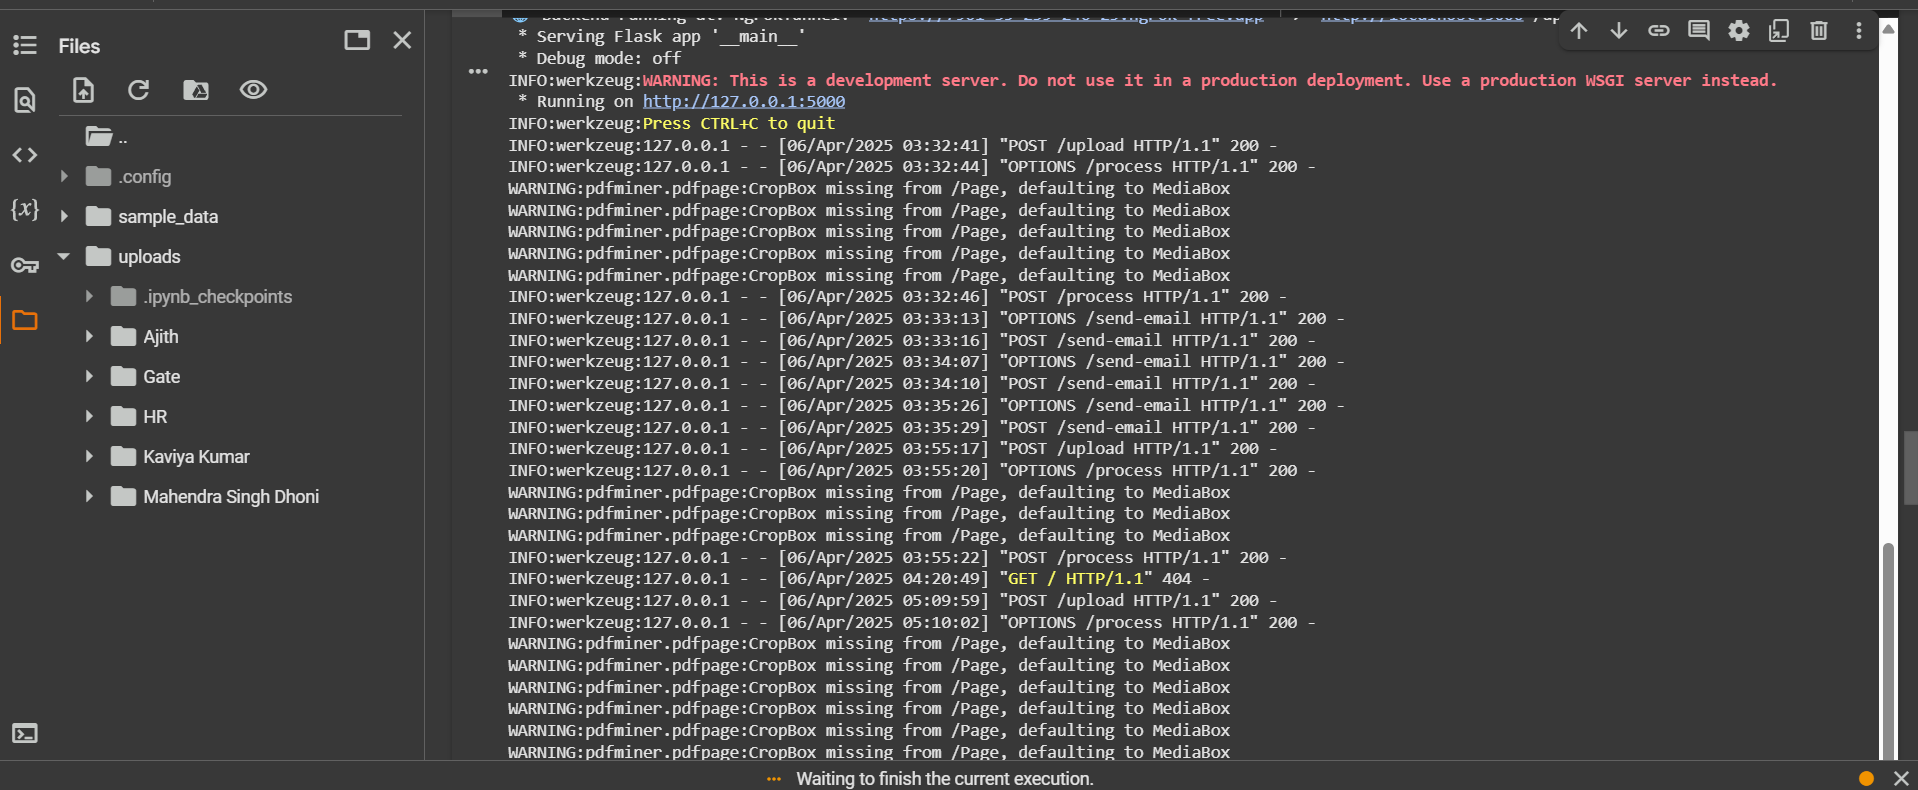 Files
..
.config
sample_data
uploads
.ipynb_checkpoints
Ajith
Gate
HR
Kaviya Kumar
Mahendra Singh Dhoni
{x}
* Serving Flask app '__main__'
* Debug mode: off
INFO:werkzeug:WARNING: This is a development server. Do not use it in a production deployment. Use a production WSGI server instead.
* Running on http://127.0.0.1:5000
INFO:werkzeug:Press CTRL+C to quit
INFO:werkzeug:127.0.0.1 - - [06/Apr/2025 03:32:41] "POST /upload HTTP/1.1" 200 -
INFO:werkzeug:127.0.0.1 - - [06/Apr/2025 03:32:44] "OPTIONS /process HTTP/1.1" 200 -
WARNING:pdfminer.pdfpage:CropBox missing from /Page, defaulting to MediaBox
WARNING:pdfminer.pdfpage:CropBox missing from /Page, defaulting to MediaBox
WARNING:pdfminer.pdfpage:CropBox missing from /Page, defaulting to MediaBox
WARNING:pdfminer.pdfpage:CropBox missing from /Page, defaulting to MediaBox
WARNING:pdfminer.pdfpage:CropBox missing from /Page, defaulting to MediaBox
INFO:werkzeug:127.0.0.1 - - [06/Apr/2025 03:32:46] "POST /process HTTP/1.1" 200 -
INFO:werkzeug:127.0.0.1 - - [06/Apr/2025 03:33:13] "OPTIONS /send-email HTTP/1.1" 200 -
INFO:werkzeug:127.0.0.1 - - [06/Apr/2025 03:33:16] "POST /send-email HTTP/1.1" 200 -
INFO:werkzeug:127.0.0.1 - - [06/Apr/2025 03:34:07] "OPTIONS /send-email HTTP/1.1" 200 -
INFO:werkzeug:127.0.0.1 - - [06/Apr/2025 03:34:10] "POST /send-email HTTP/1.1" 200 -
INFO:werkzeug:127.0.0.1 - - [06/Apr/2025 03:35:26] "OPTIONS /send-email HTTP/1.1" 200 -
INFO:werkzeug:127.0.0.1 - - [06/Apr/2025 03:35:29] "POST /send-email HTTP/1.1" 200 -
INFO:werkzeug:127.0.0.1 - - [06/Apr/2025 03:55:17] "POST /upload HTTP/1.1" 200 -
INFO:werkzeug:127.0.0.1 - - [06/Apr/2025 03:55:20] "OPTIONS /process HTTP/1.1" 200 -
WARNING:pdfminer.pdfpage:CropBox missing from /Page, defaulting to MediaBox
WARNING:pdfminer.pdfpage:CropBox missing from /Page, defaulting to MediaBox
WARNING:pdfminer.pdfpage:CropBox missing from /Page, defaulting to MediaBox
INFO:werkzeug:127.0.0.1 - - [06/Apr/2025 03:55:22] "POST /process HTTP/1.1" 200 -
INFO:werkzeug:127.0.0.1 - - [06/Apr/2025 04:20:49] "GET / HTTP/1.1" 404 -
INFO:werkzeug:127.0.0.1 - - [06/Apr/2025 05:09:59] "POST /upload HTTP/1.1" 200 -
INFO:werkzeug:127.0.0.1 - - [06/Apr/2025 05:10:02] "OPTIONS /process HTTP/1.1" 200 -
WARNING:pdfminer.pdfpage:CropBox missing from /Page, defaulting to MediaBox
WARNING:pdfminer.pdfpage:CropBox missing from /Page, defaulting to MediaBox
WARNING:pdfminer.pdfpage:CropBox missing from /Page, defaulting to MediaBox
WARNING:pdfminer.pdfpage:CropBox missing from /Page, defaulting to MediaBox
WARNING:pdfminer.pdfpage:CropBox missing from /Page, defaulting to MediaBox
WARNING:pdfminer.pdfpage:CropBox missing from /Page, defaulting to MediaBox
Waiting to finish the current execution.